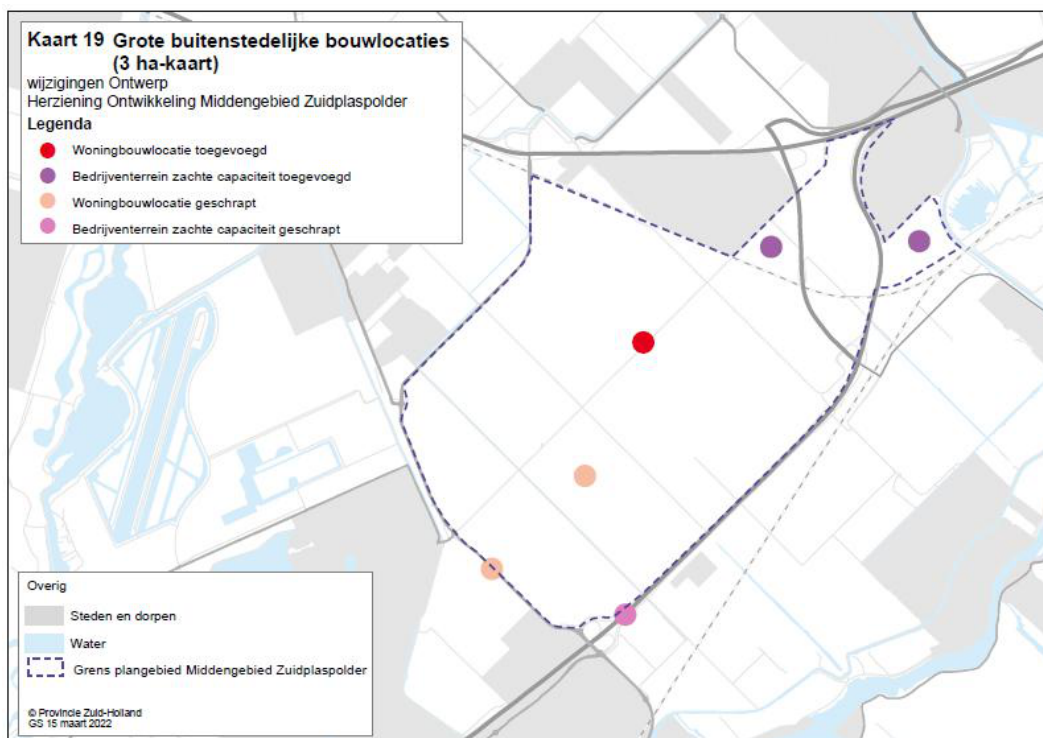 Kaart 19 Grote buitenstedelijke bouwlocaties
(3 ha-kaart)
wijzigingen Ontwerp
Herziening Ontwikkeling Middengebied Zuidplaspolder
Legenda
Woningbouwlocatie toegevoegd
Bedrijventerrein zachte capaciteit toegevoegd
Woningbouwlocatie geschrapt
Bedrijventerrein zachte capaciteit geschrapt
Overig
Steden en dorpen
Water
Grens plangebied Middengebied Zuidplaspolder
© Provincie Zuid-Holland
GS 15 maart 2022